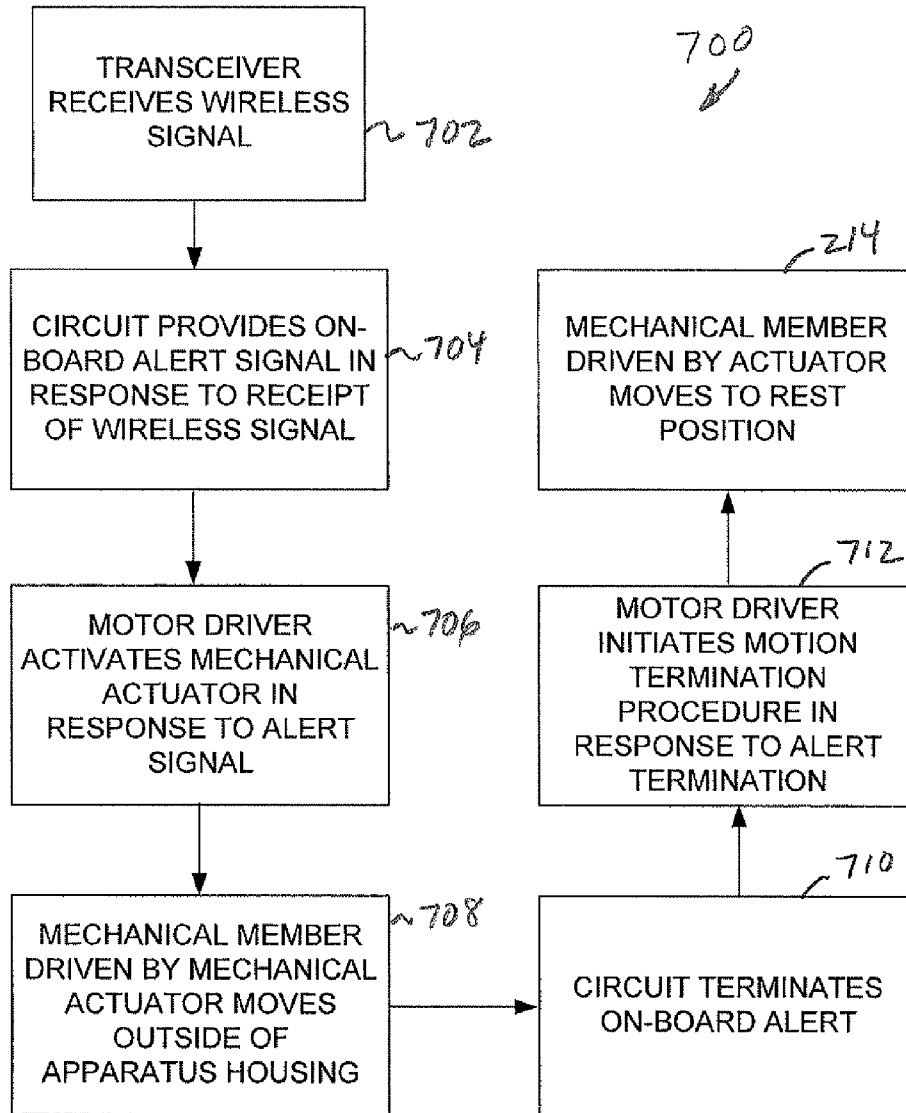 TRANSCEIVER
RECEIVES WIRELESS
SIGNAL
702
700
CIRCUIT PROVIDES ON-
BOARD ALERT SIGNAL IN
RESPONSE TO RECEIPT
OF WIRELESS SIGNAL
704
MOTOR DRIVER
ACTIVATES MECHANICAL
ACTUATOR IN
RESPONSE TO ALERT
SIGNAL
706
MECHANICAL MEMBER
DRIVEN BY MECHANICAL
ACTUATOR MOVES
OUTSIDE OF
APPARATUS HOUSING
708
710
CIRCUIT TERMINATES
ON-BOARD ALERT
712
MOTOR DRIVER
INITIATES MOTION
TERMINATION
PROCEDURE IN
RESPONSE TO ALERT
TERMINATION
214
MECHANICAL MEMBER
DRIVEN BY ACTUATOR
MOVES TO REST
POSITION